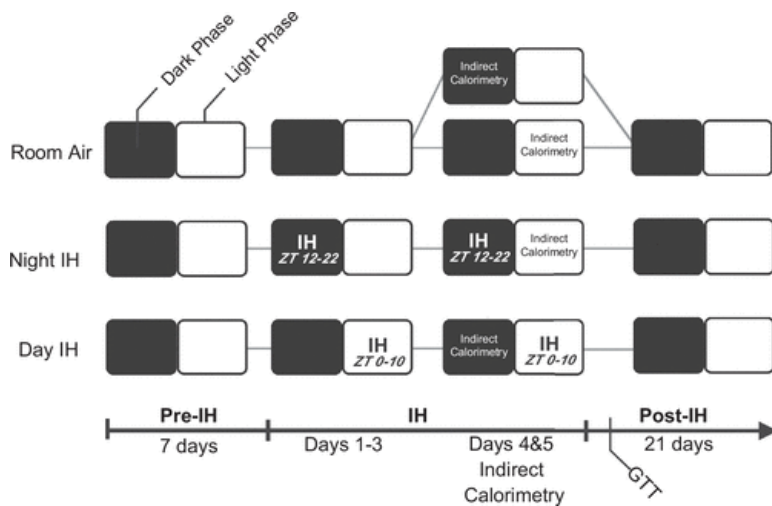 Dark Phase
Light Phase
Indirect
Calorimetry
Room Air
Indirect
Calorimetry
Night IH
IH
ZT 12-22
IH
ZT 12-22
Indirect
Calorimetry
Day IH
IH
ZT 0-10
Indirect
Calorimetry
IH
ZT 0-10
Pre-IH
IH
Post-IH
7 days
Days 1-3
Days 4&5
21 days
Indirect
Calorimetry
GTT